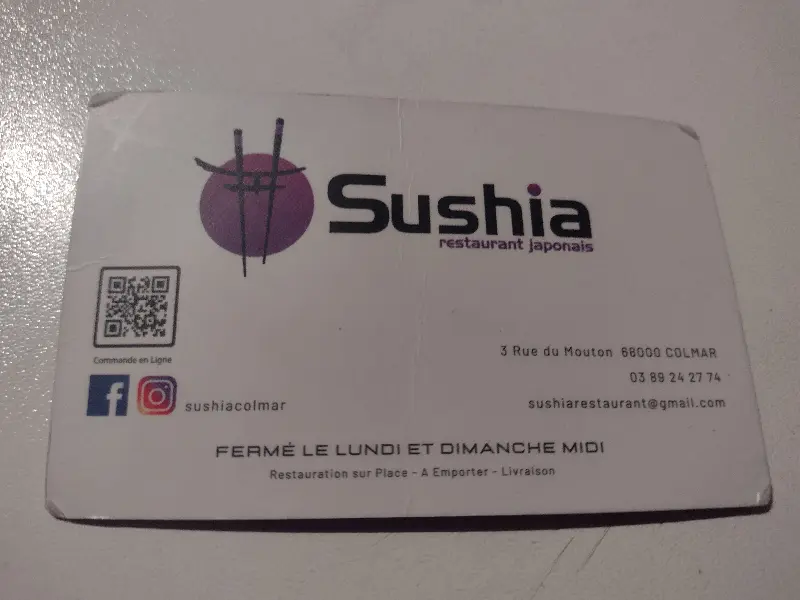 Sushia
restaurant japonais
Commande en Ligne
sushiacolmar
3 Rue du Mouton 68000 COLMAR
03 89 24 27 74
sushiarestaurant@gmail.com
FERMÉ LE LUNDI ET DIMANCHE MIDI
Restauration sur Place - A Emporter - Livraison